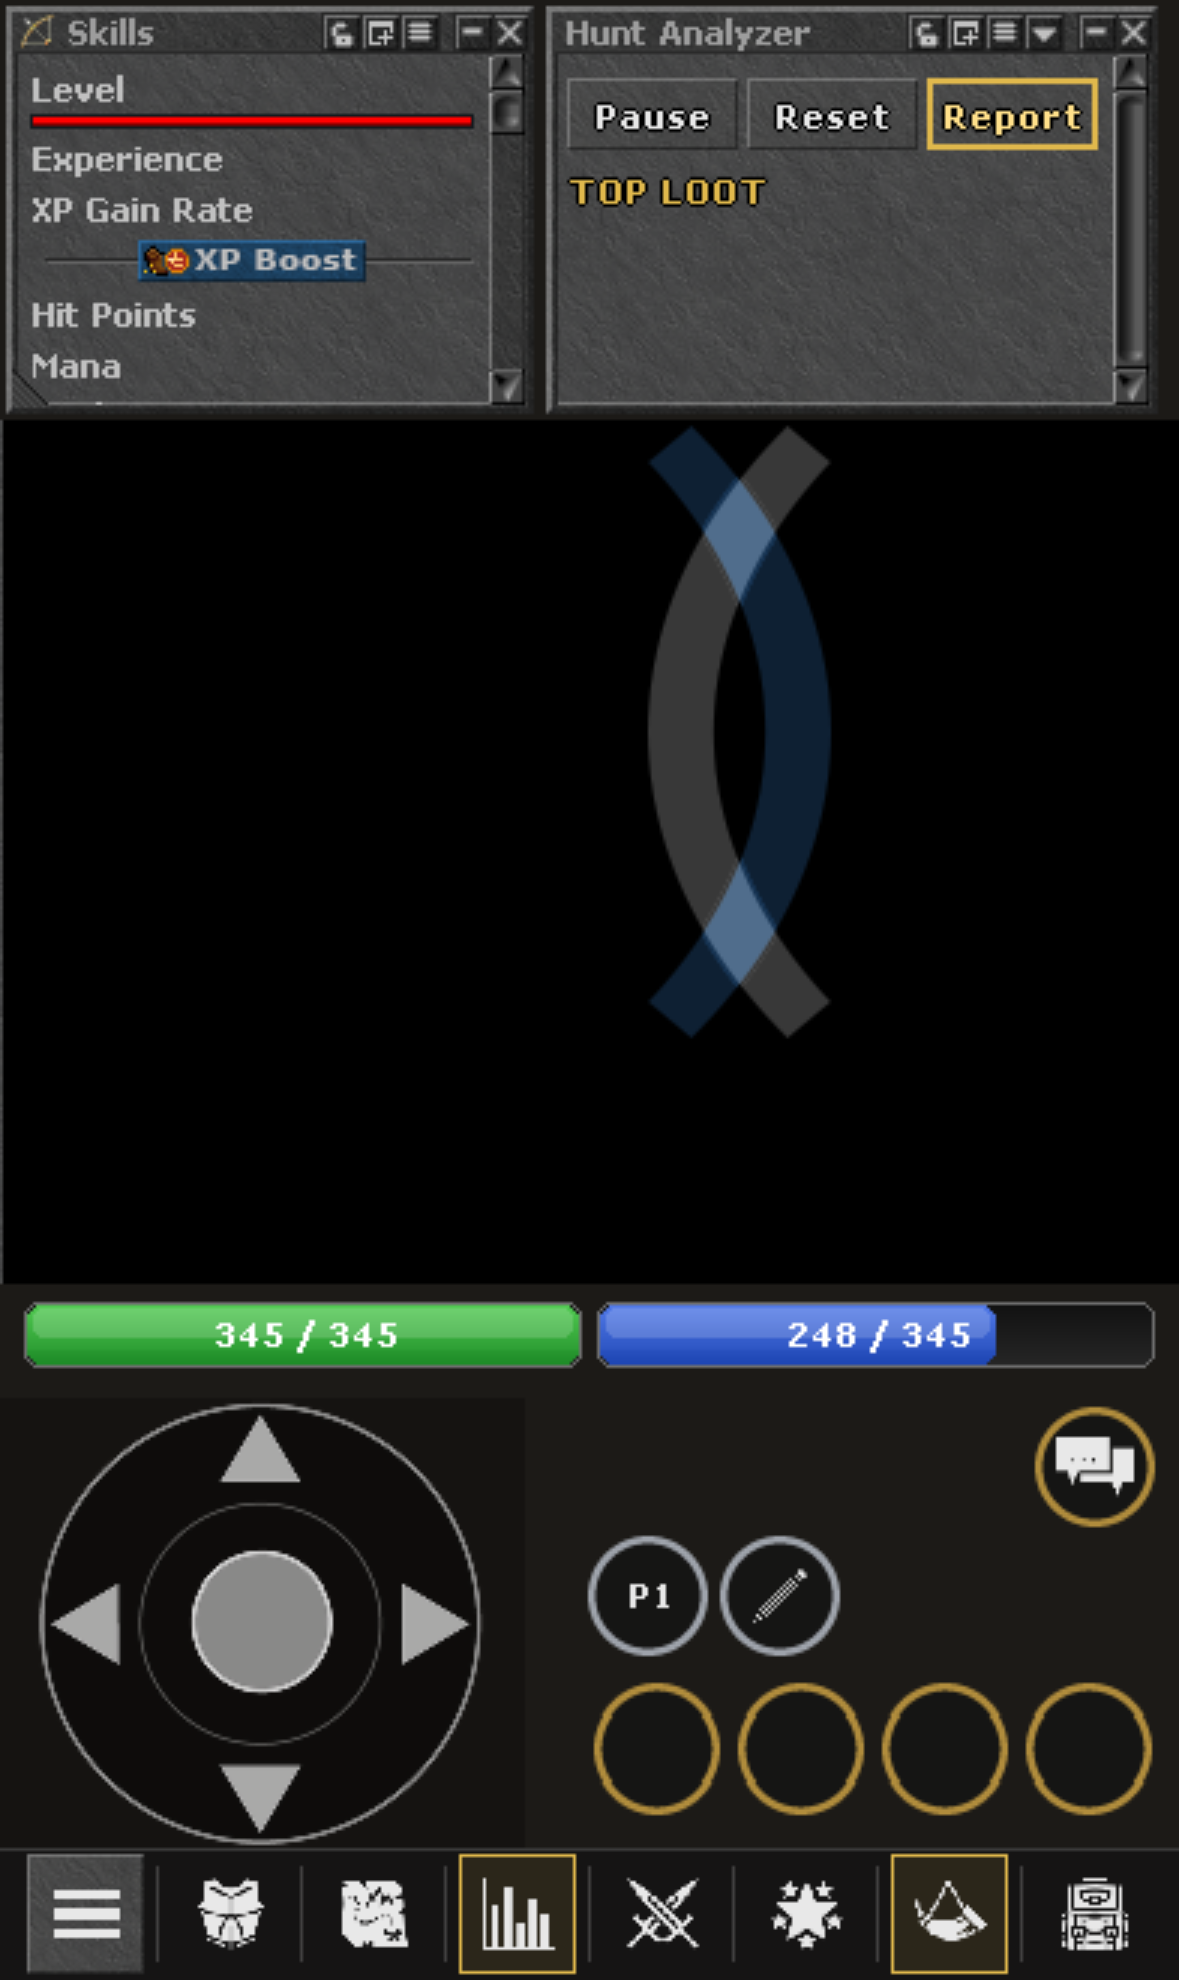 Skills
Level
Experience
XP Gain Rate
XP Boost
Hit Points
Mana
Hunt Analyzer
Pause Reset Report
TOP LOOT
345 / 345
248 / 345
P1